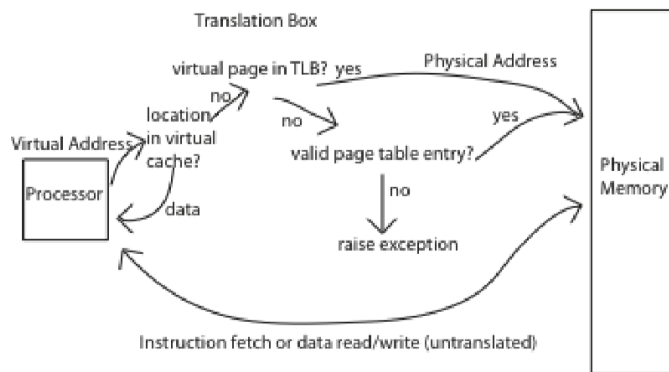 Translation Box
virtual page in TLB? yes
Physical Address
no
location
in virtual
cache?
no
yes
Virtual Address
valid page table entry?
Processor
data
no
Physical
Memory
raise exception
Instruction fetch or data read/write (untranslated)